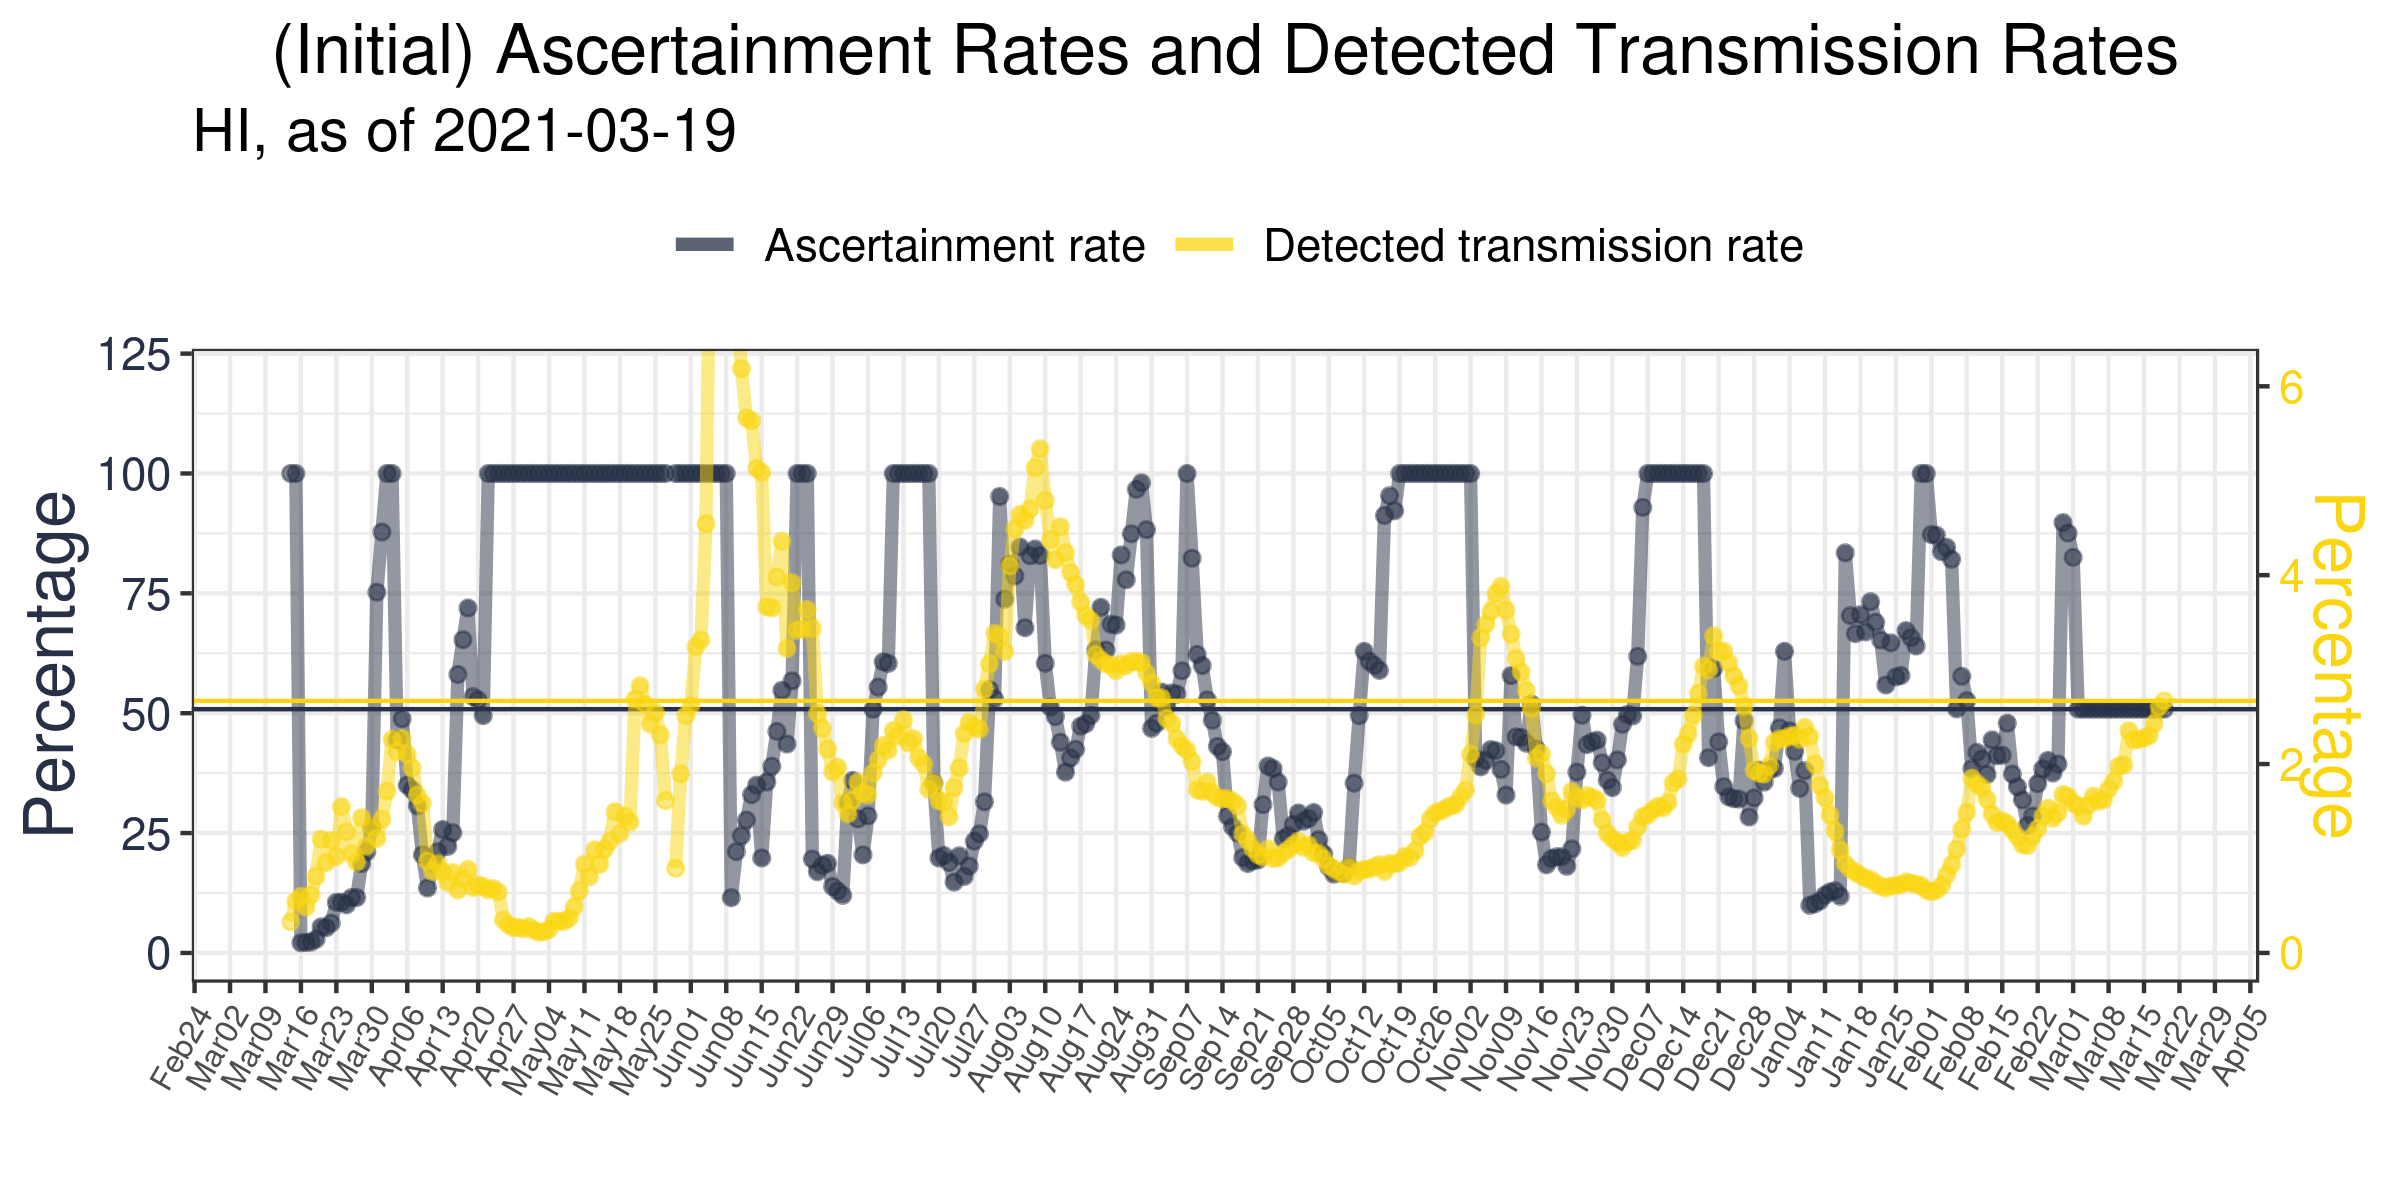 (Initial) Ascertainment Rates and Detected Transmission Rates
HI, as of 2021-03-19
Ascertainment rate
Detected transmission rate
Percentage
125
100
75
50
25
0
6
4
2
0
Percentage
Feb24
Mar02
Mar09
Mar16
Mar23
Mar30
Apr06
Apr13
Apr20
Apr27
May04
May11
May18
May25
Jun01
Jun08
Jun15
Jun22
Jun29
Jul06
Jul13
Jul20
Jul27
Aug03
Aug10
Aug17
Aug24
Aug31
Sep07
Sep14
Sep21
Sep28
Oct05
Oct12
Oct19
Oct26
Nov02
Nov09
Nov16
Nov23
Nov30
Dec07
Dec14
Dec21
Dec28
Jan04
Jan11
Jan18
Jan25
Feb01
Feb08
Feb15
Feb22
Mar01
Mar08
Mar15
Mar22
Mar29
Apr05